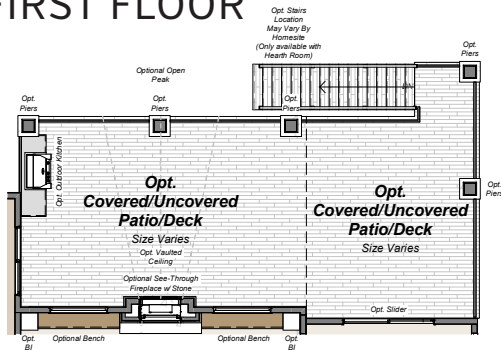 FIRST FLOOR
Opt. Stairs
Location
May Vary By
Homesite
(Only available with
Hearth Room)
Opt.
Piers
Optional Open
Peak
Opt.
Piers
Opt.
Piers
Opt.
Piers
Opt. Outdoor Kitchen
Opt.
Covered/Uncovered
Patio/Deck
Size Varies
Opt. Vaulted
Ceiling
Optional See-Through
Fireplace w/ Stone
Opt.
Covered/Uncovered
Patio/Deck
Size Varies
Opt.
Piers
Opt. Slider
Opt.
BI
Optional Bench
Optional Bench
Opt.
BI